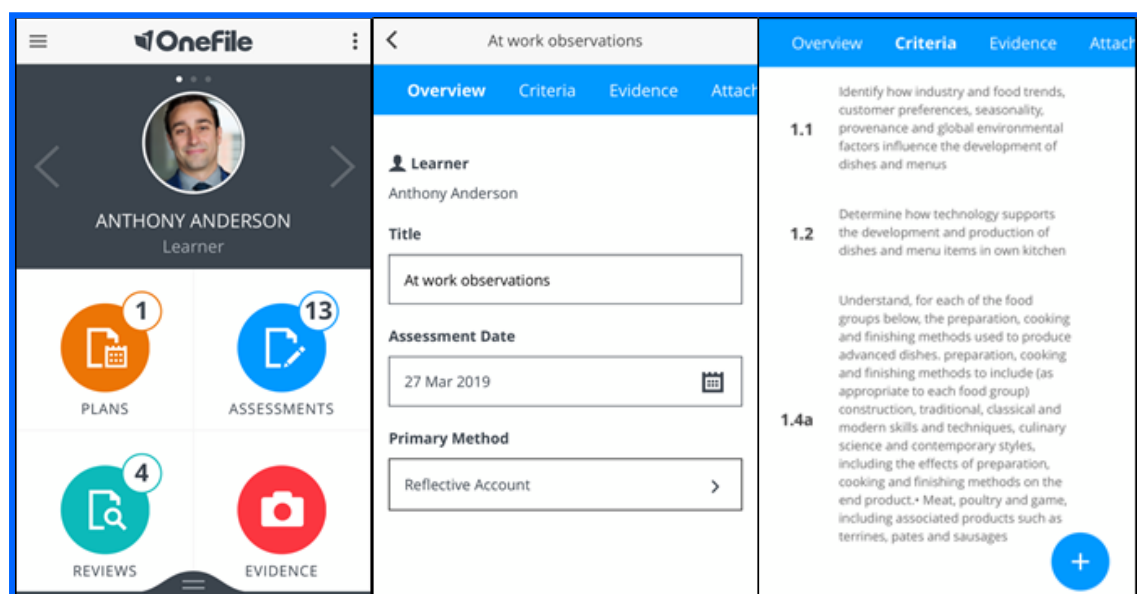 OneFile
ANTHONY ANDERSON
Learner
1
13
PLANS
ASSESSMENTS
4
REVIEWS
EVIDENCE
At work observations
Overview Criteria Evidence Attach
Learner
Anthony Anderson
Title
At work observations
Assessment Date
27 Mar 2019
Primary Method
Reflective Account
Overview Criteria Evidence Attach
Identify how industry and food trends,
customer preferences, seasonality,
1.1 provenance and global environmental
factors influence the development of
dishes and menus
Determine how technology supports
1.2 the development and production of
dishes and menu items in own kitchen
Understand, for each of the food
groups below, the preparation, cooking
and finishing methods used to produce
advanced dishes. preparation, cooking
and finishing methods to include (as
appropriate to each food group)
1.4a construction, traditional, classical and
modern skills and techniques, culinary
science and contemporary styles,
including the effects of preparation,
cooking and finishing methods on the
end product.• Meat, poultry and game,
including associated products such as
terrines, pates and sausages